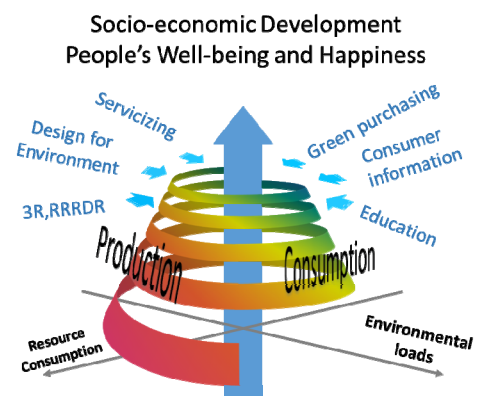 Socio-economic Development
People's Well-being and Happiness
Servicizing
Green purchasing
Design for
Environment
Consumer
information
3R,RRRDR
Education
Production
Consumption
Resource
Consumption
Environmental
loads